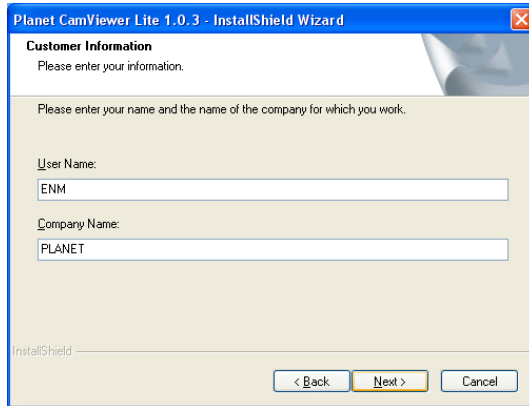 Planet CamViewer Lite 1.0.3 - InstallShield Wizard
Customer Information
Please enter your information.
Please enter your name and the name of the company for which you work.
User Name:
ENM
Company Name:
PLANET
InstallShield
< Back
Next >
Cancel